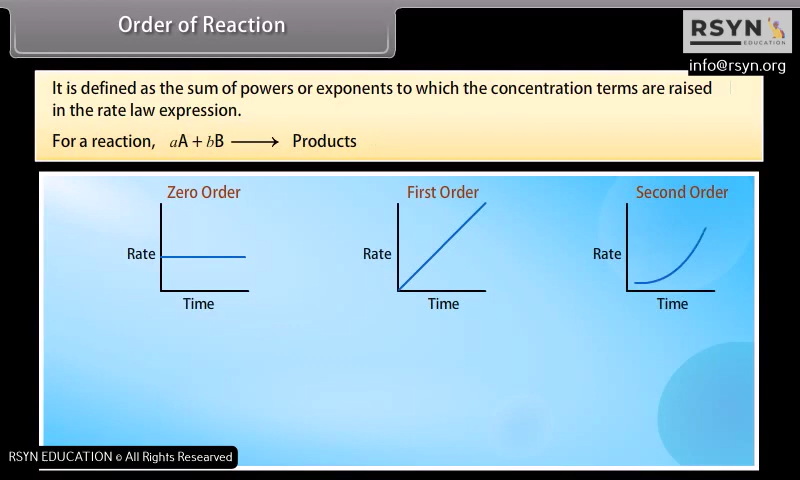 Order of Reaction
RSYN
EDUCATION
info@rsyn.org
It is defined as the sum of powers or exponents to which the concentration terms are raised
in the rate law expression.
For a reaction, aA + bB ⟶ Products
Zero Order
First Order
Second Order
Rate
Rate
Rate
Time
Time
Time
RSYN EDUCATION © All Rights Researved